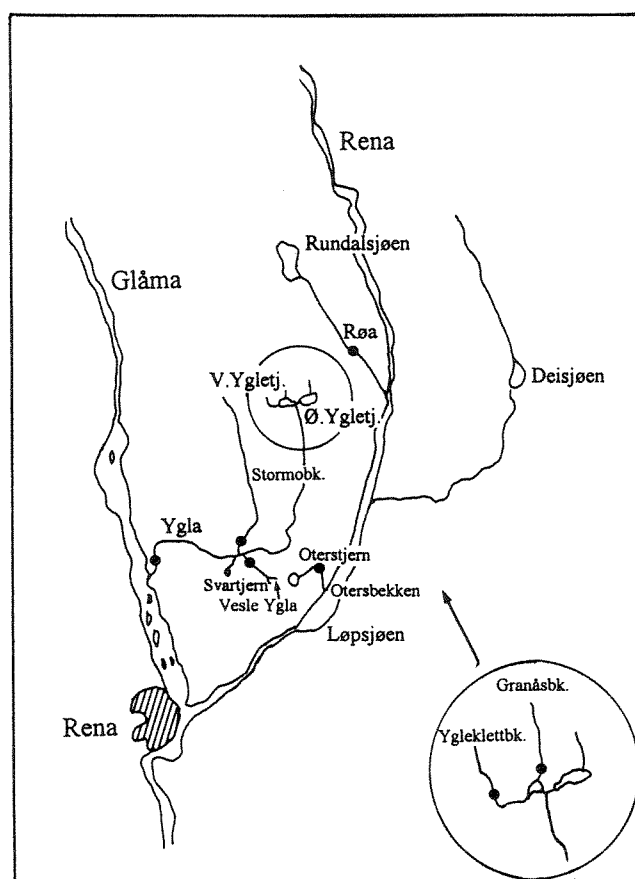 Rena
Rundalsjøen
Glåma
Røa
V.Ygletj.
Deisjøen
Ø.Ygletj.
Stormobk.
Ygla
Oterstjern
Svartjern
Otersbekken
Vesle Ygla
Løpsjøen
Granåsbk.
Rena
Ygleklettbk.